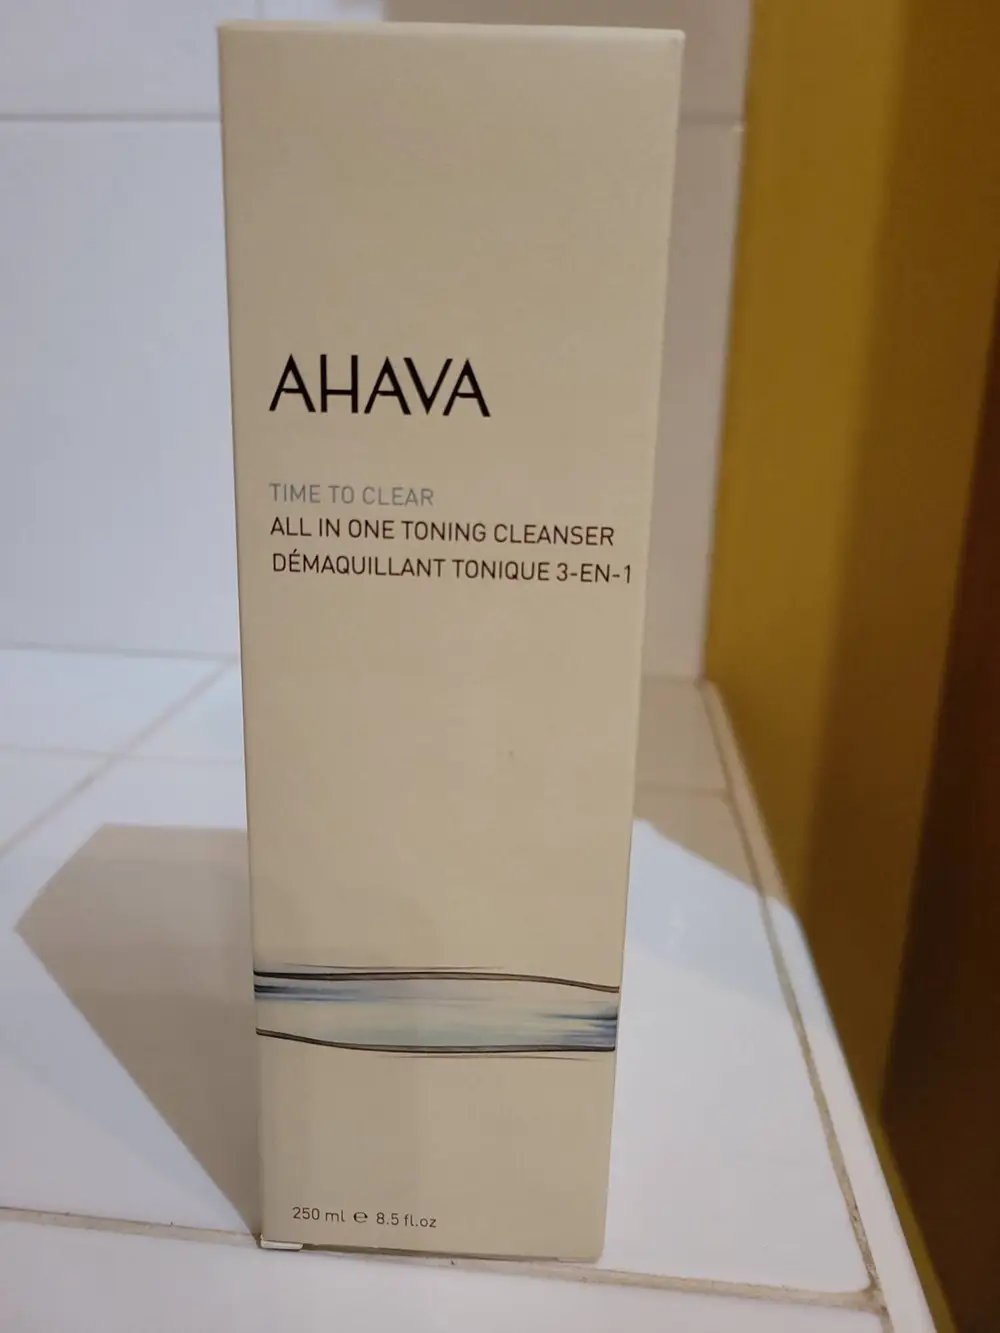 AHAVA
TIME TO CLEAR
ALL IN ONE TONING CLEANSER
DÉMAQUILLANT TONIQUE 3-EN-1
250 ml ℮ 8.5 fl.oz